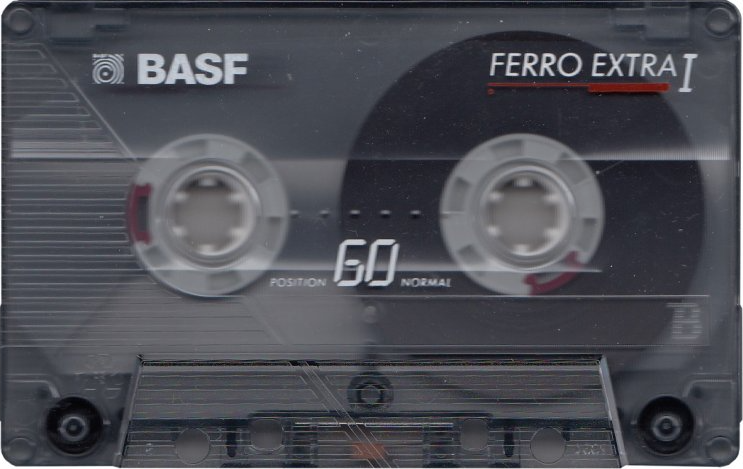 BASF
FERRO EXTRA I
60
POSITION NORMAL
B